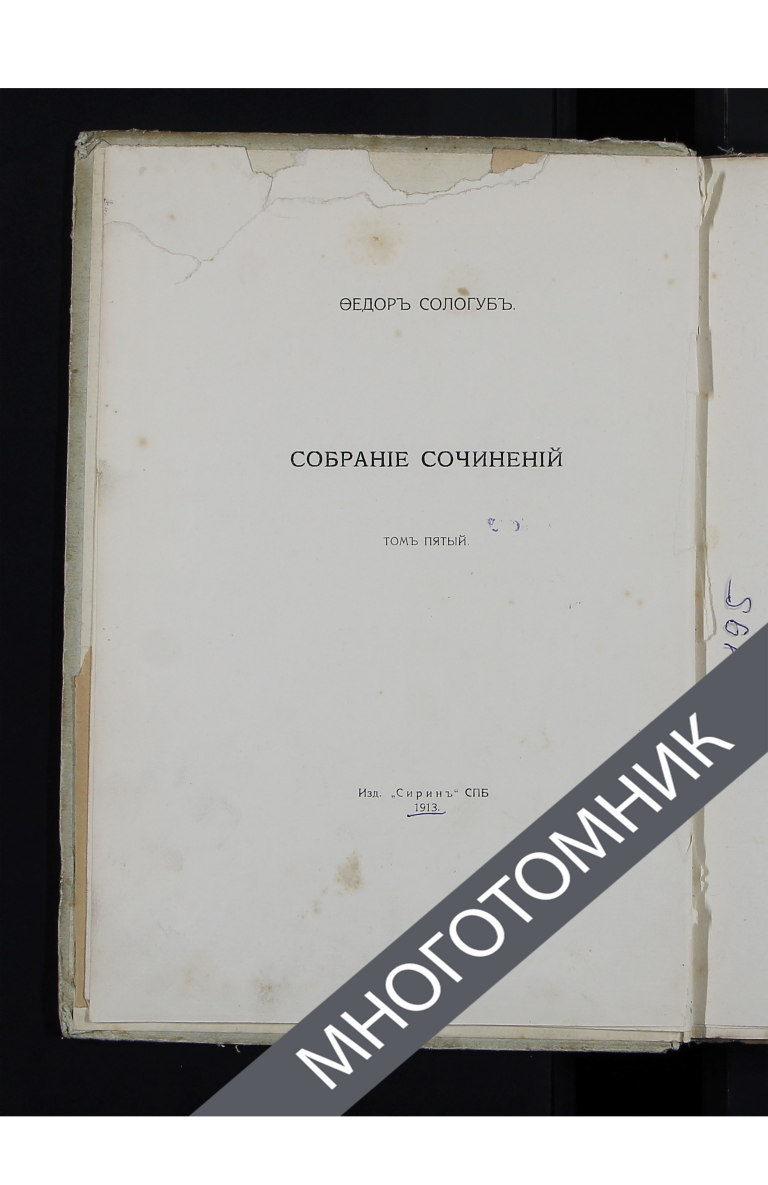 ѲЕДОРЪ СОЛОГУБЪ.
СОБРАНІЕ СОЧИНЕНІЙ
ТОМЪ ПЯТЫЙ.
Изд. „Сиринъ“ СПБ
1913.
МНОГОТОМНИК